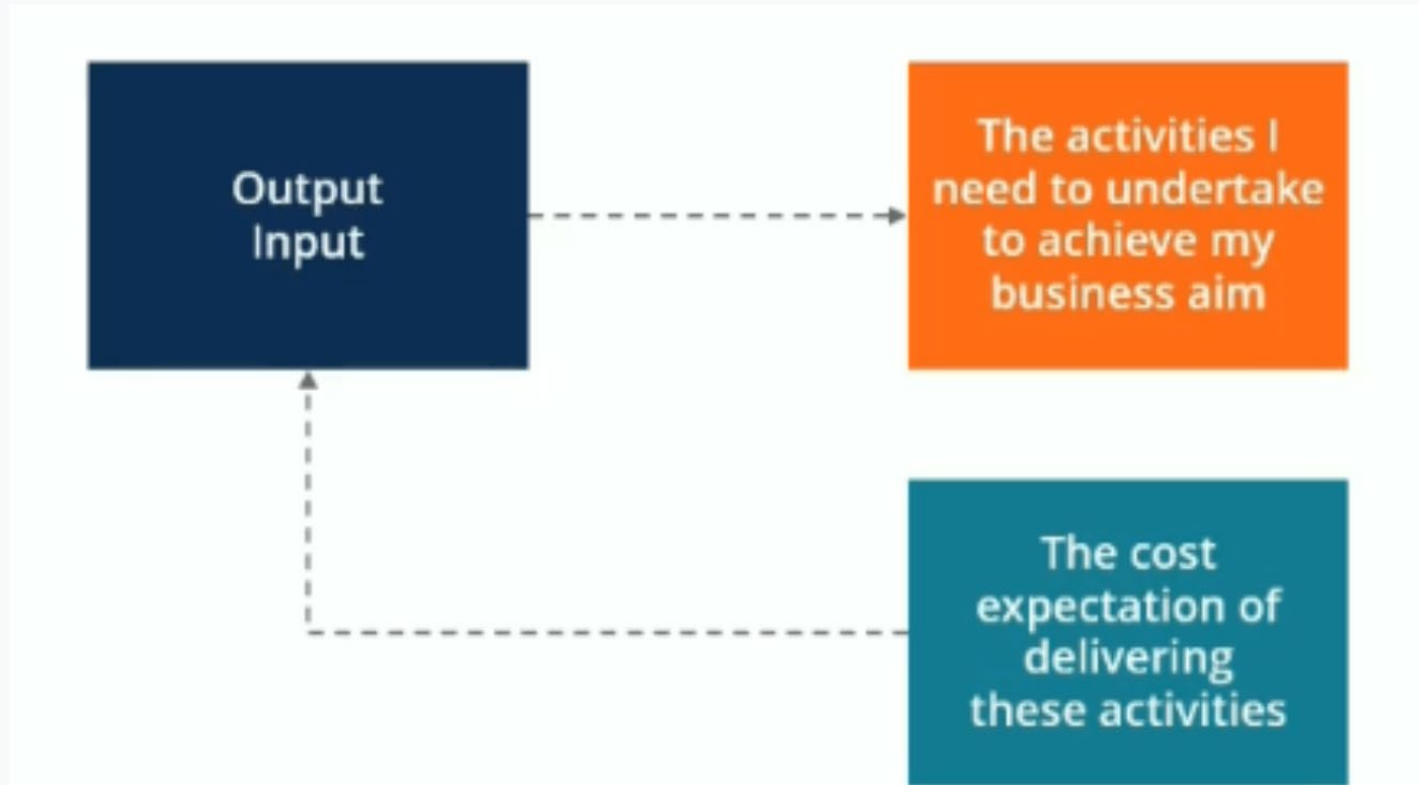 Output
Input
The activities I
need to undertake
to achieve my
business aim
The cost
expectation of
delivering
these activities